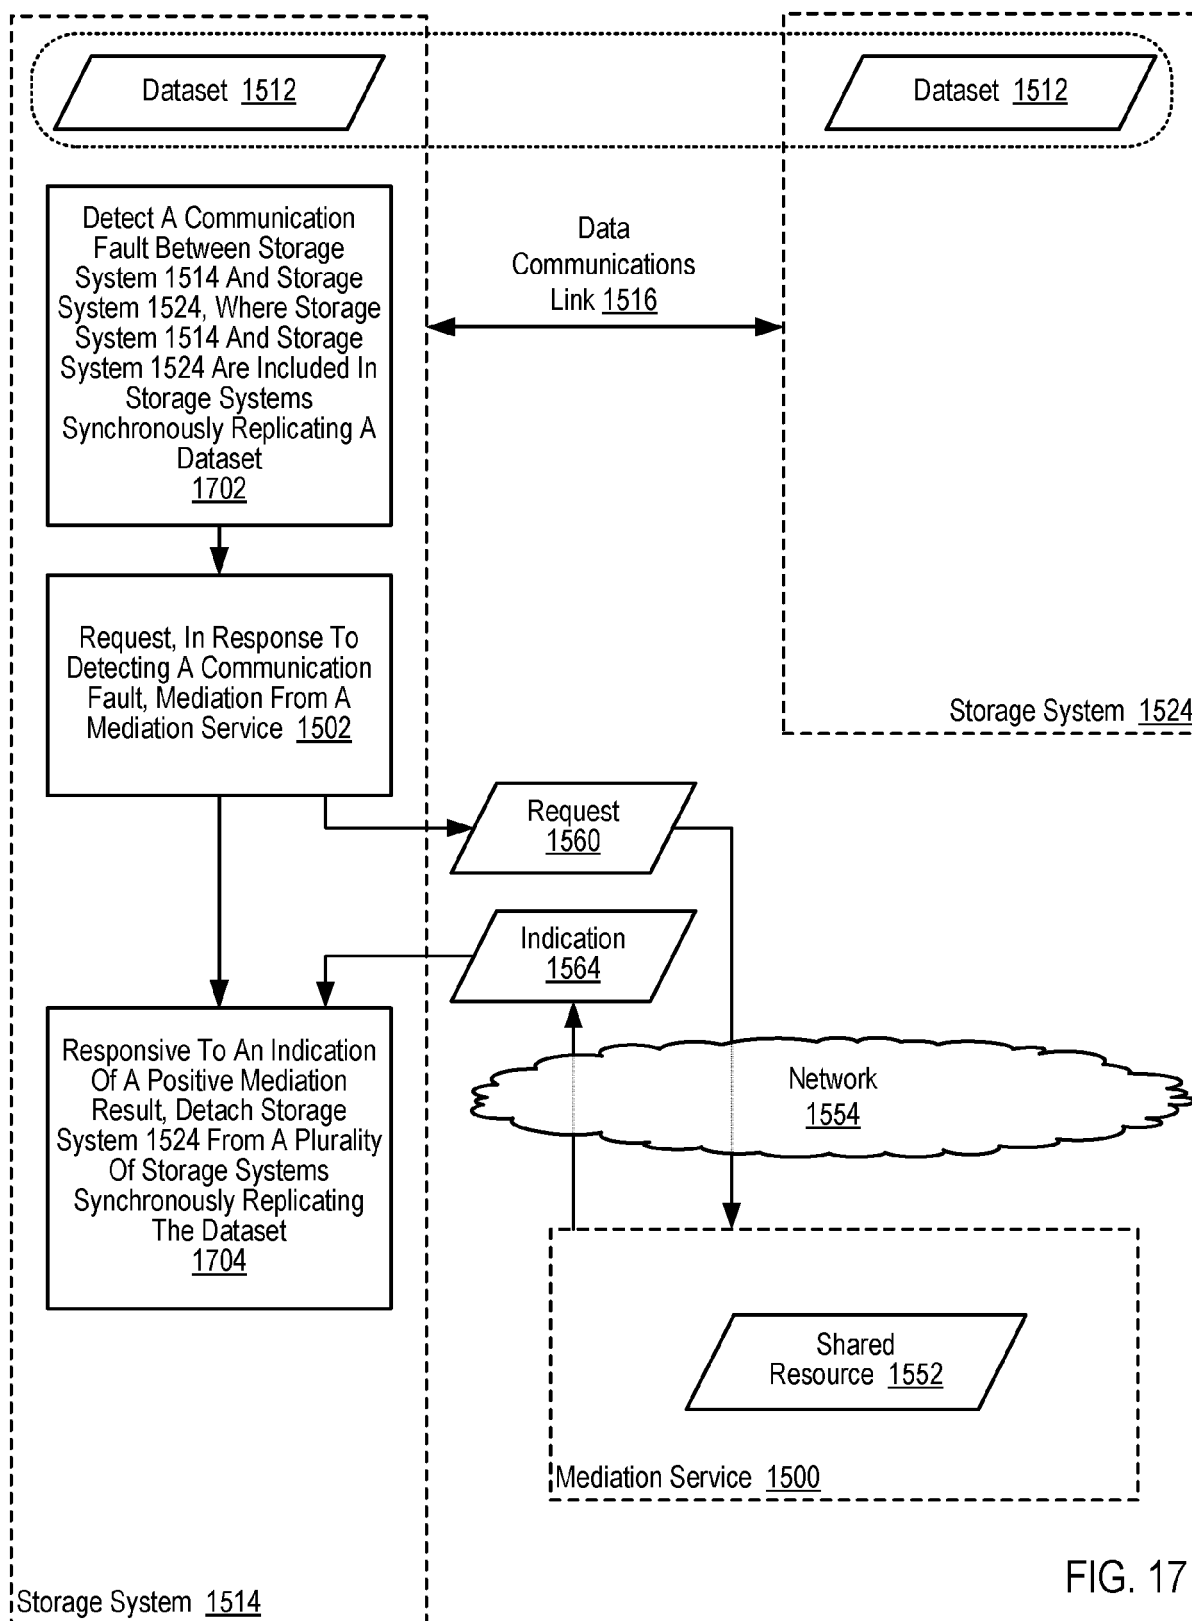 Dataset 1512
Dataset 1512
Detect A Communication
Fault Between Storage
System 1514 And Storage
System 1524, Where Storage
System 1514 And Storage
System 1524 Are Included In
Storage Systems
Synchronously Replicating A
Dataset
1702
Data
Communications
Link 1516
Request, In Response To
Detecting A Communication
Fault, Mediation From A
Mediation Service 1502
Storage System 1524
Request
1560
Indication
1564
Responsive To An Indication
Of A Positive Mediation
Result, Detach Storage
System 1524 From A Plurality
Of Storage Systems
Synchronously Replicating
The Dataset
1704
Network
1554
Shared
Resource 1552
Mediation Service 1500
Storage System 1514
FIG. 17